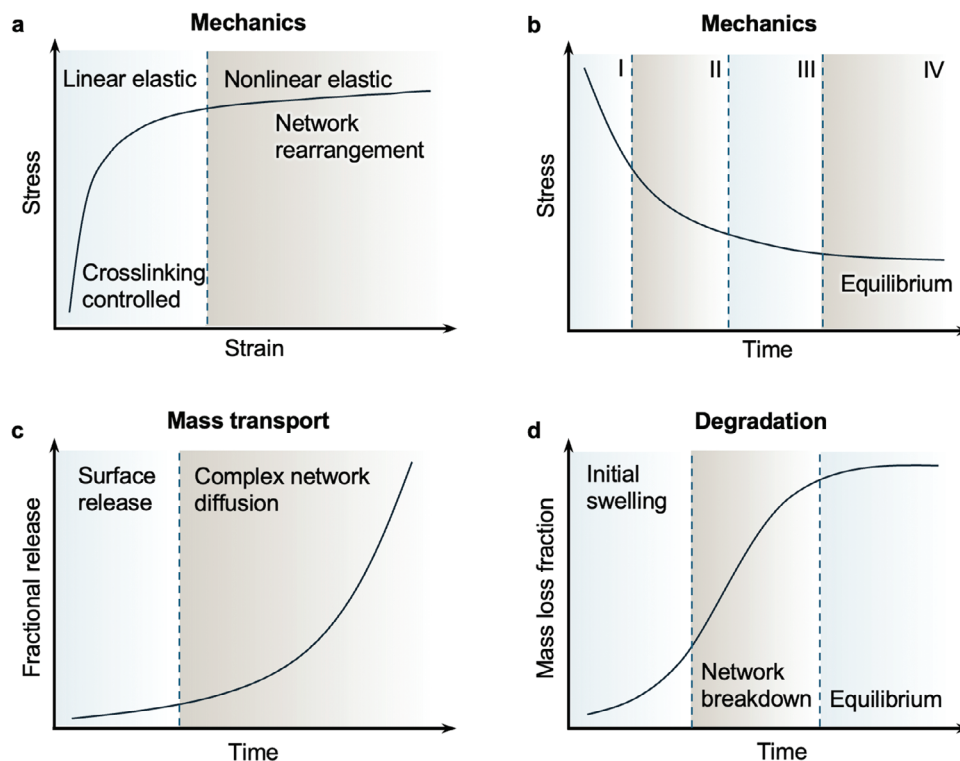 a
Mechanics
Linear elastic
Nonlinear elastic
Network
rearrangement
Crosslinking
controlled
Stress
Strain
b
Mechanics
I
II
III
IV
Equilibrium
Stress
Time
c
Mass transport
Surface
release
Complex network
diffusion
Fractional release
Time
d
Degradation
Initial
swelling
Network
breakdown
Equilibrium
Mass loss fraction
Time